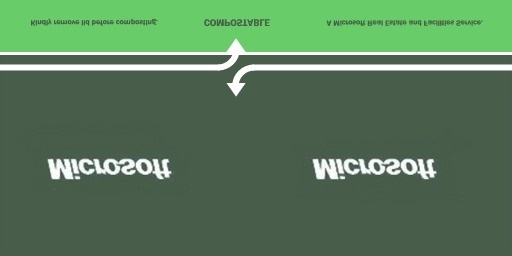 Kindly remove lid before composting.
COMPOSTABLE
A Microsoft Real Estate and Facilities Service.
Microsoft
Microsoft